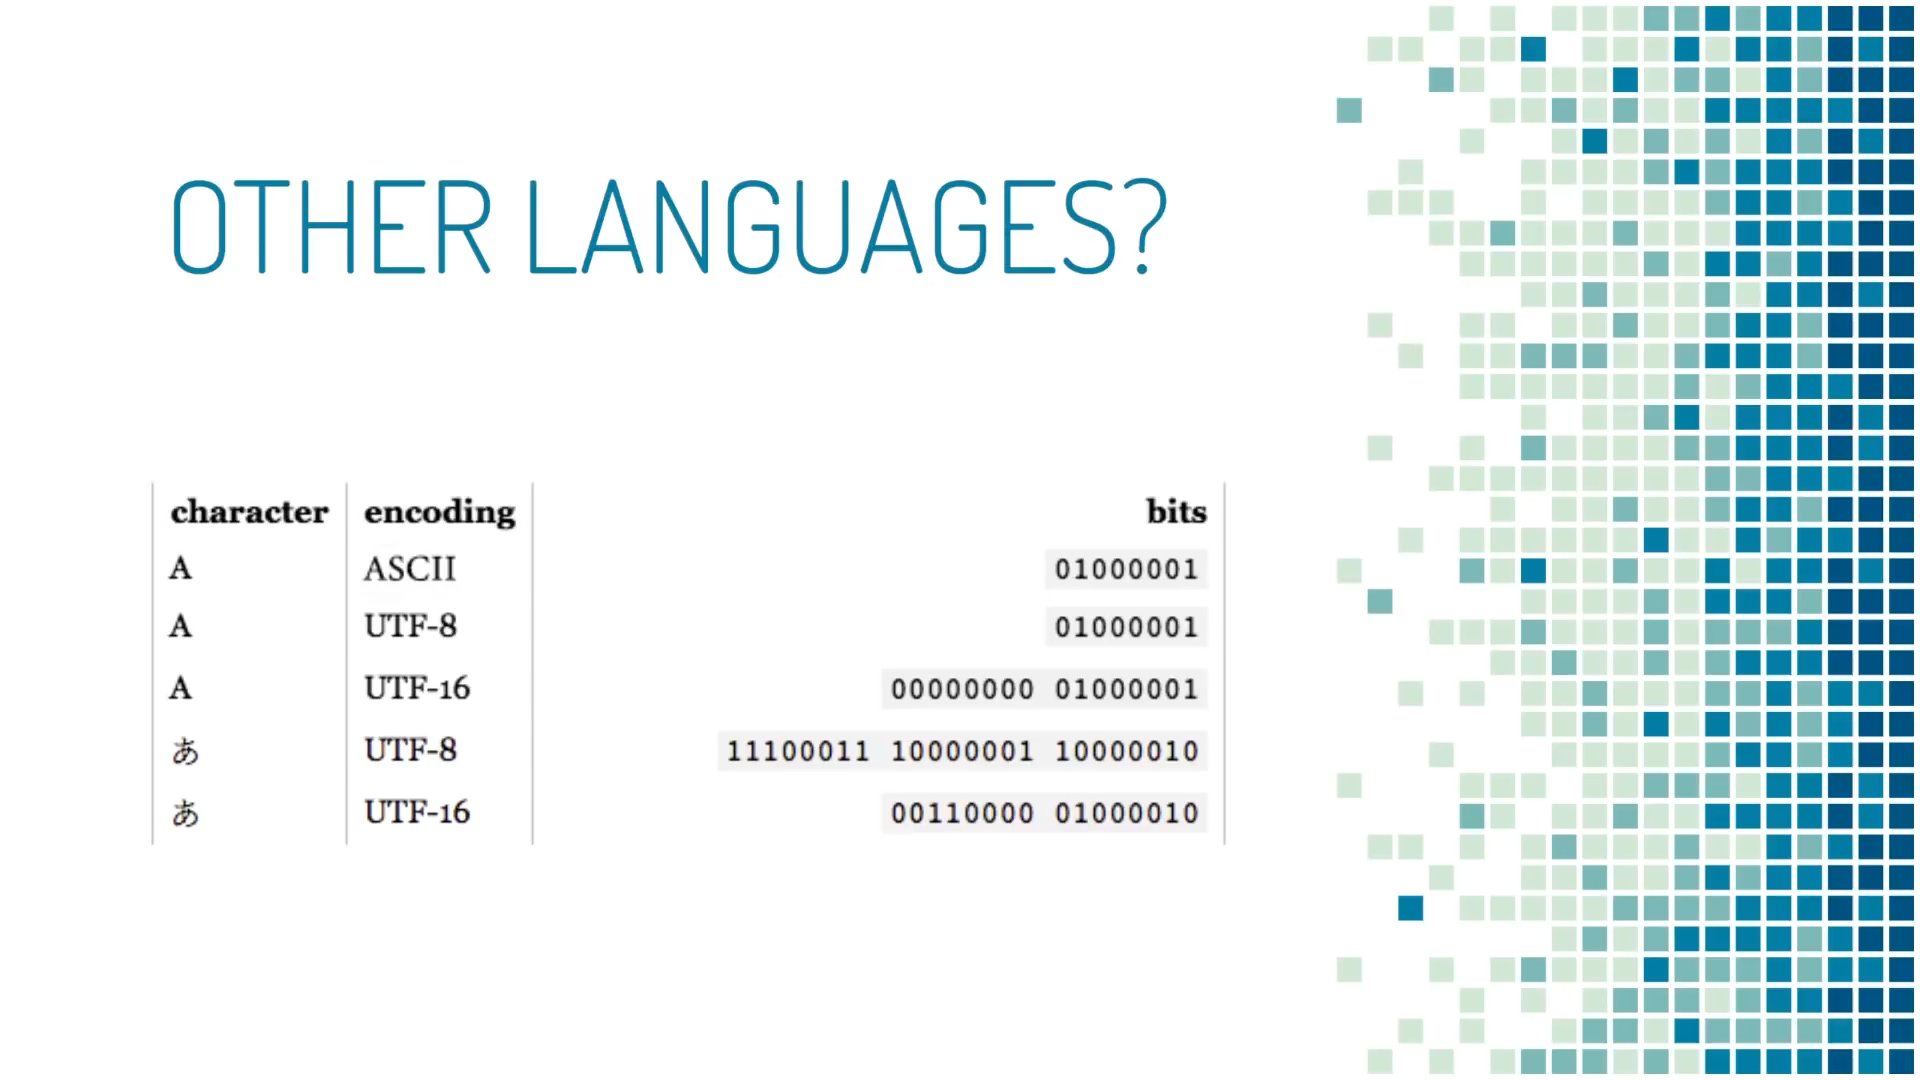 OTHER LANGUAGES?
character encoding bits
A ASCII 01000001
A UTF-8 01000001
A UTF-16 00000000 01000001
あ UTF-8 11100011 10000001 10000010
あ UTF-16 00110000 01000010